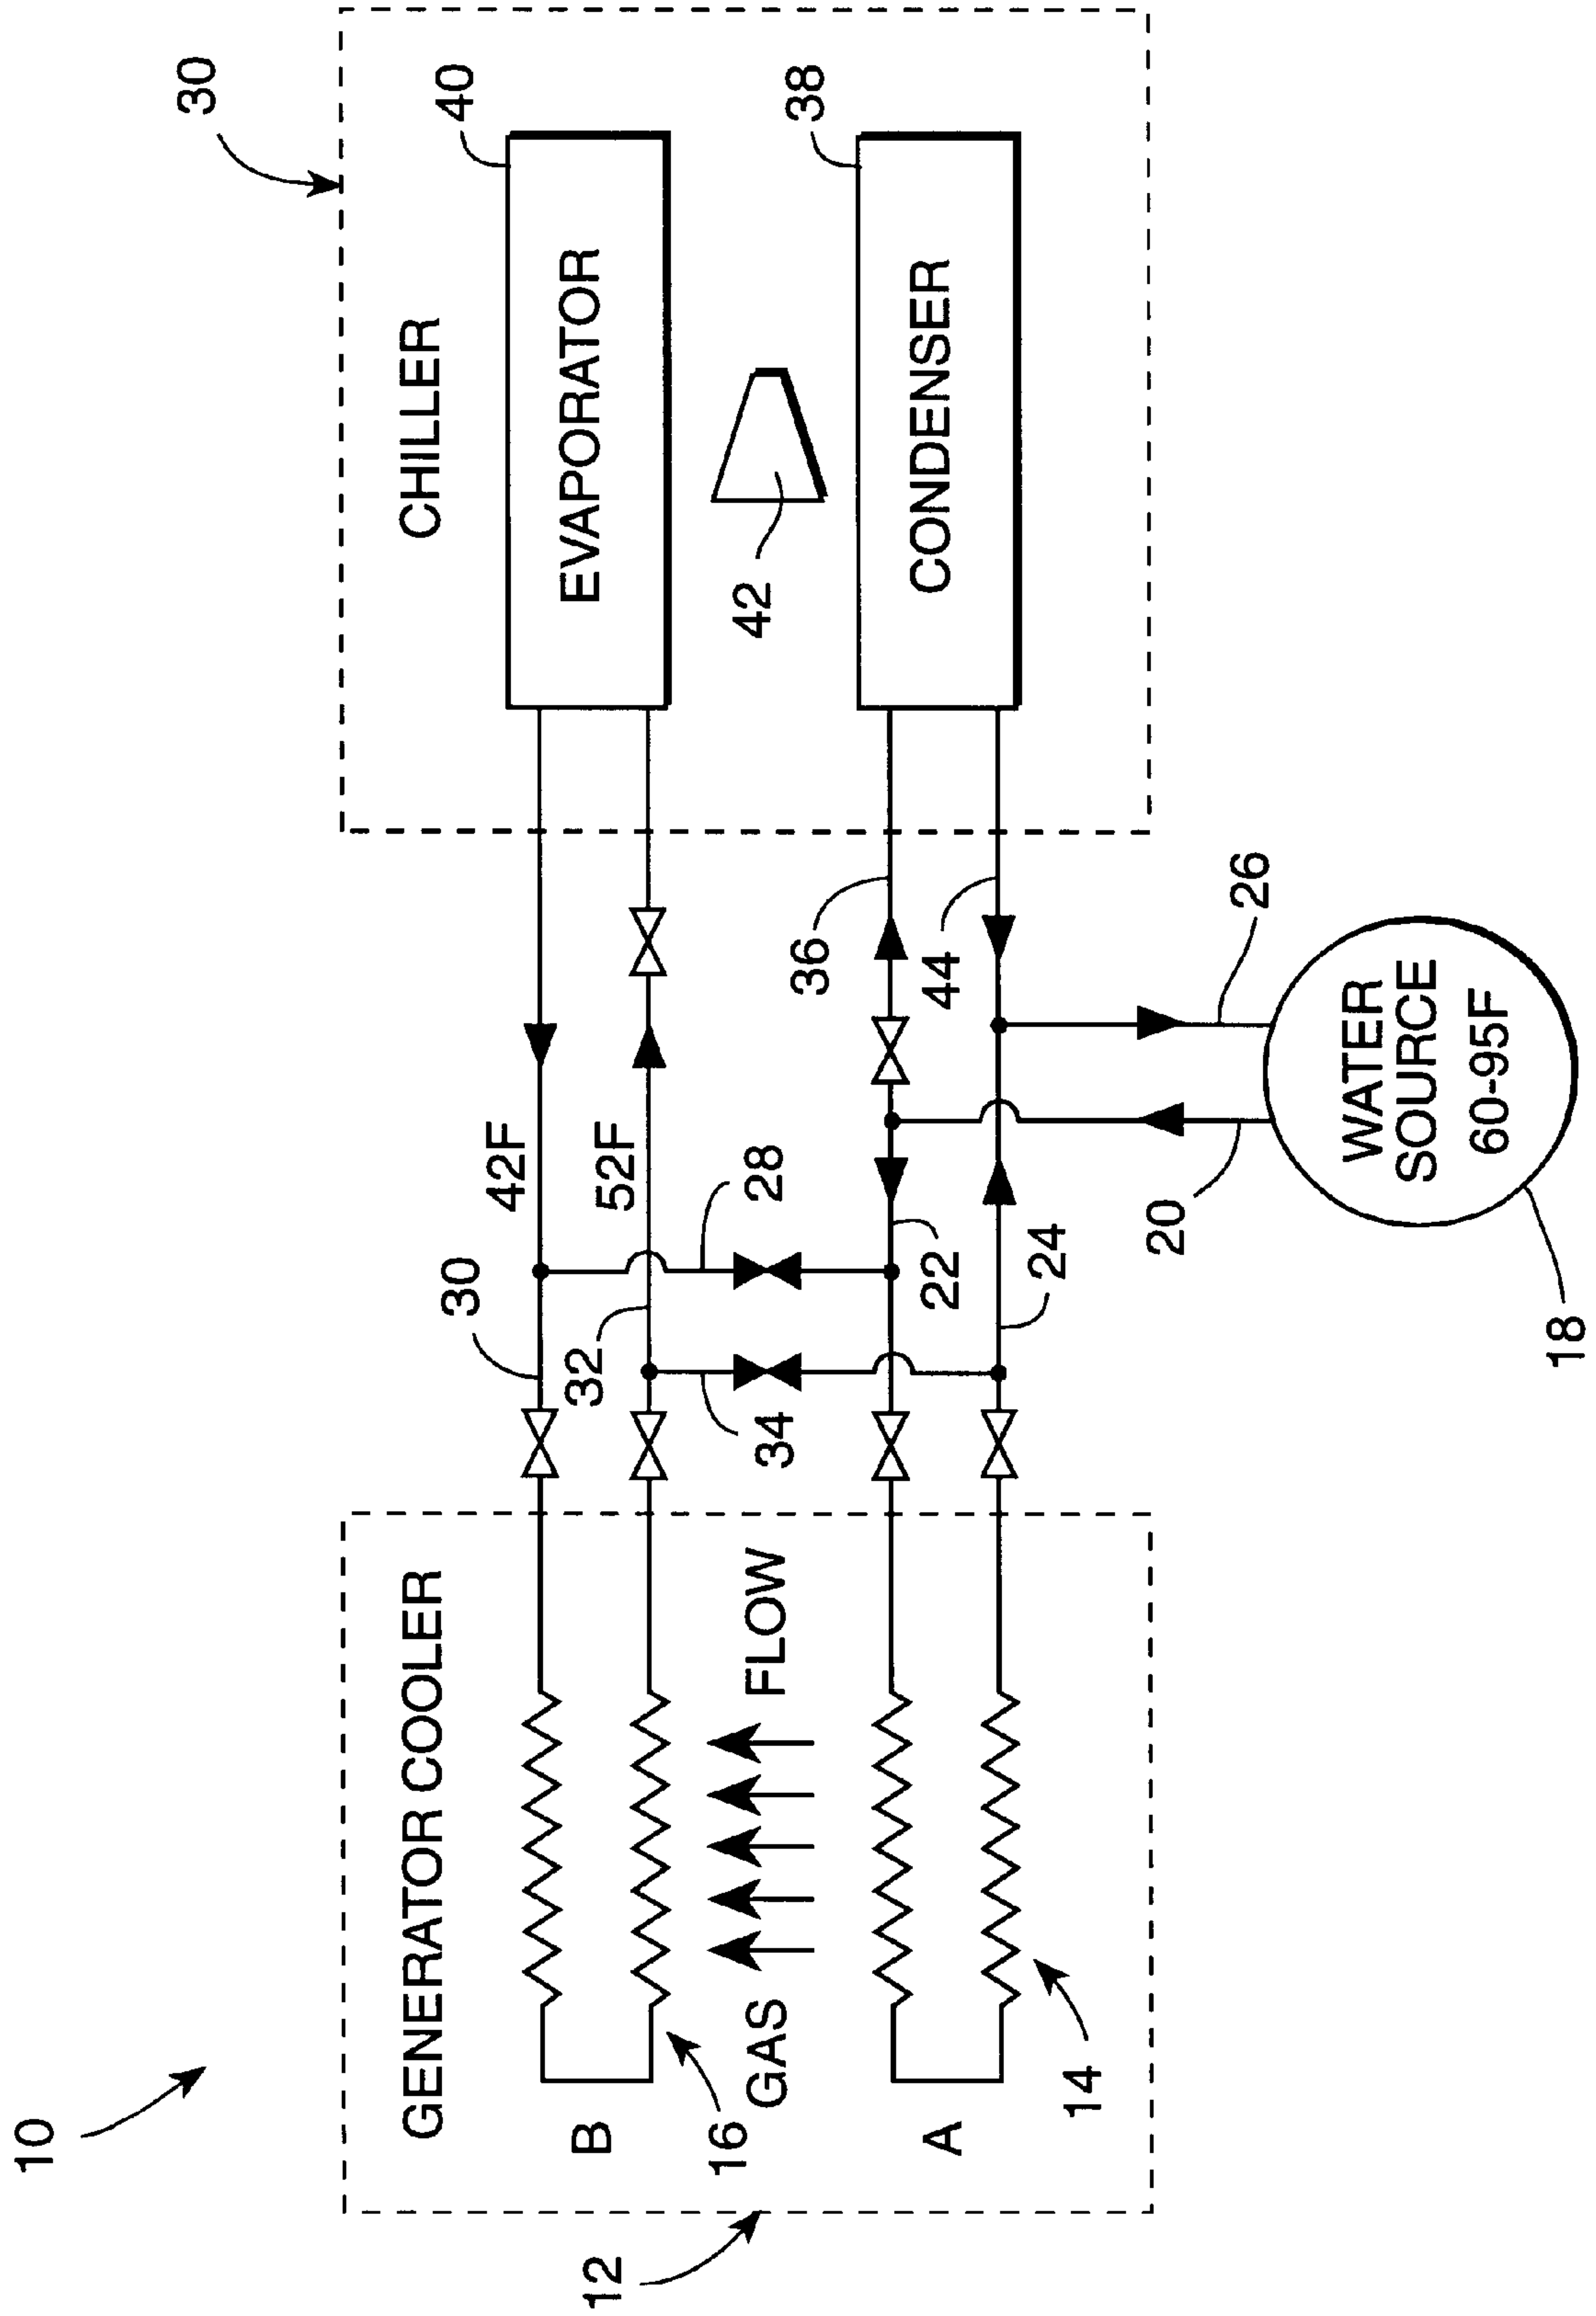 10
12
GENERATOR COOLER
B
16
GAS FLOW
A
14
30
42F
52F
32
28
34
22
24
36
44
20
26
WATER
SOURCE
60-95F
18
30
CHILLER
40
EVAPORATOR
42
38
CONDENSER